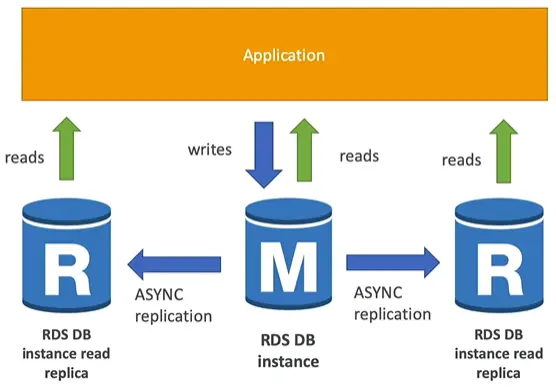 Application
reads
writes
reads
reads
R
M
R
ASYNC
replication
ASYNC
replication
RDS DB
instance read
replica
RDS DB
instance
RDS DB
instance read
replica